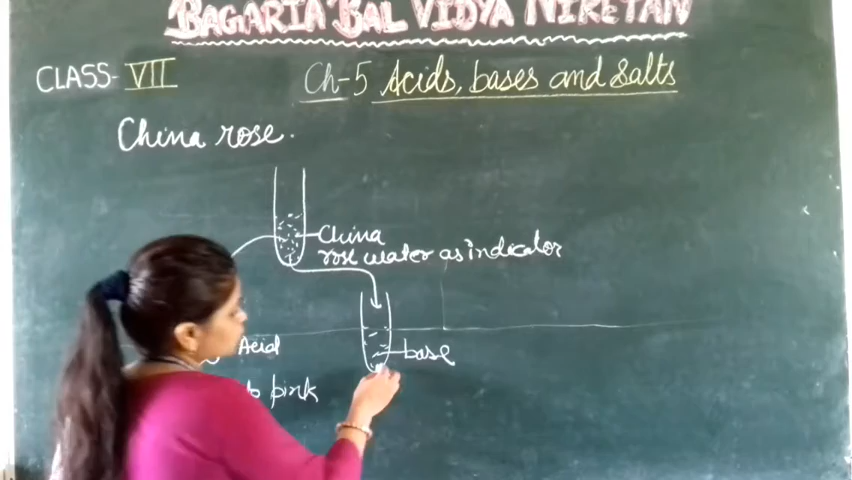 BAGARIA BAL VIDYA NIKETAN
CLASS- VII
Ch-5 Acids, bases and salts
China rose.
China
rose water as indicator
Acid
base
pink